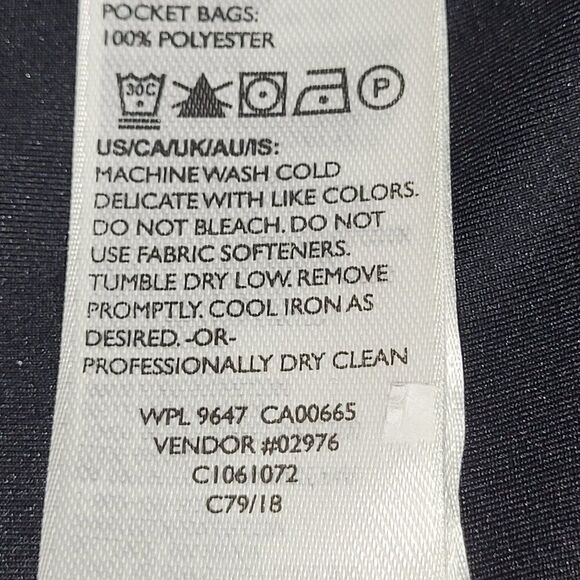 POCKET BAGS:
100% POLYESTER
30C P
US/CA/UK/AU/IS:
MACHINE WASH COLD
DELICATE WITH LIKE COLORS.
DO NOT BLEACH. DO NOT
USE FABRIC SOFTENERS.
TUMBLE DRY LOW. REMOVE
PROMPTLY. COOL IRON AS
DESIRED. -OR-
PROFESSIONALLY DRY CLEAN
WPL 9647 CA00665
VENDOR #02976
C1061072
C79/18